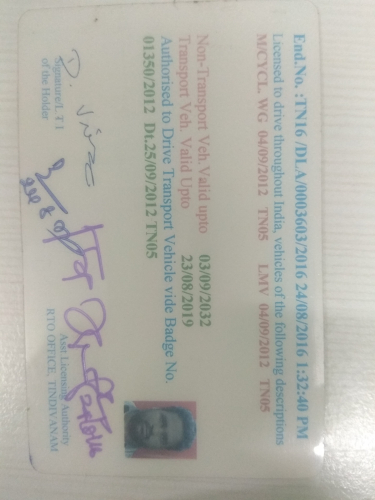 End.No. :TN16 /DLA/0003603/2016 24/08/2016 1:32:40 PM
Licensed to drive throughout India, vehicles of the following descriptions
M/CYCL. WG 04/09/2012 TN05 LMV 04/09/2012 TN05
Non-Transport Veh.Valid upto 03/09/2032
Transport Veh. Valid Upto 23/08/2019
Authorised to Drive Transport Vehicle vide Badge No.
01350/2012 Dt.25/09/2012 TN05
Signature/L.T.I
of the Holder
Asst Licensing Authority
RTO OFFICE, TINDIVANAM